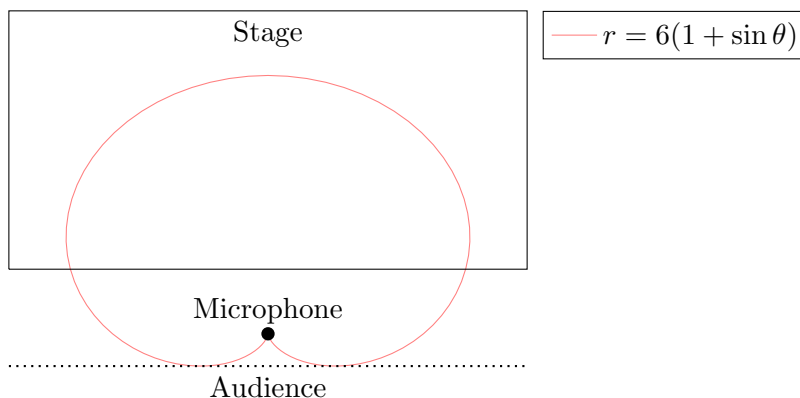 Stage
r = 6(1 + sin θ)
Microphone
Audience